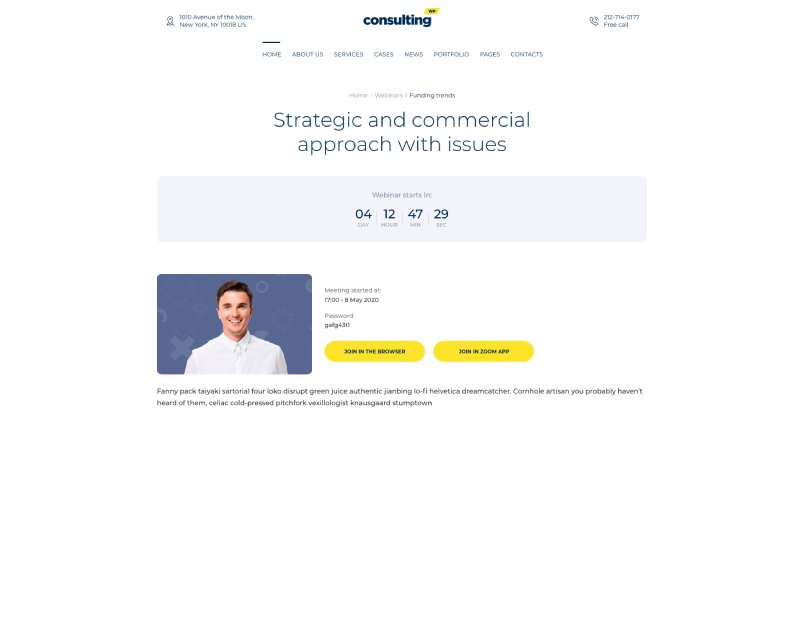 1010 Avenue of the Moon,
New York, NY 10018 US.
consulting WP
212-714-0177
Free call
HOME ABOUT US SERVICES CASES NEWS PORTFOLIO PAGES CONTACTS
Home > Webinars > Funding trends
Strategic and commercial
approach with issues
Webinar starts in:
04 12 47 29
DAY HOUR MIN SEC
Meeting started at:
17:00 - 8 May 2020
Password:
JOIN IN THE BROWSER JOIN IN ZOOM APP
Fanny pack taiyaki sartorial four loko disrupt green juice authentic jianbing lo-fi helvetica dreamcatcher. Cornhole artisan you probably haven't
heard of them, celiac cold-pressed pitchfork vexillologist knausgaard stumptown